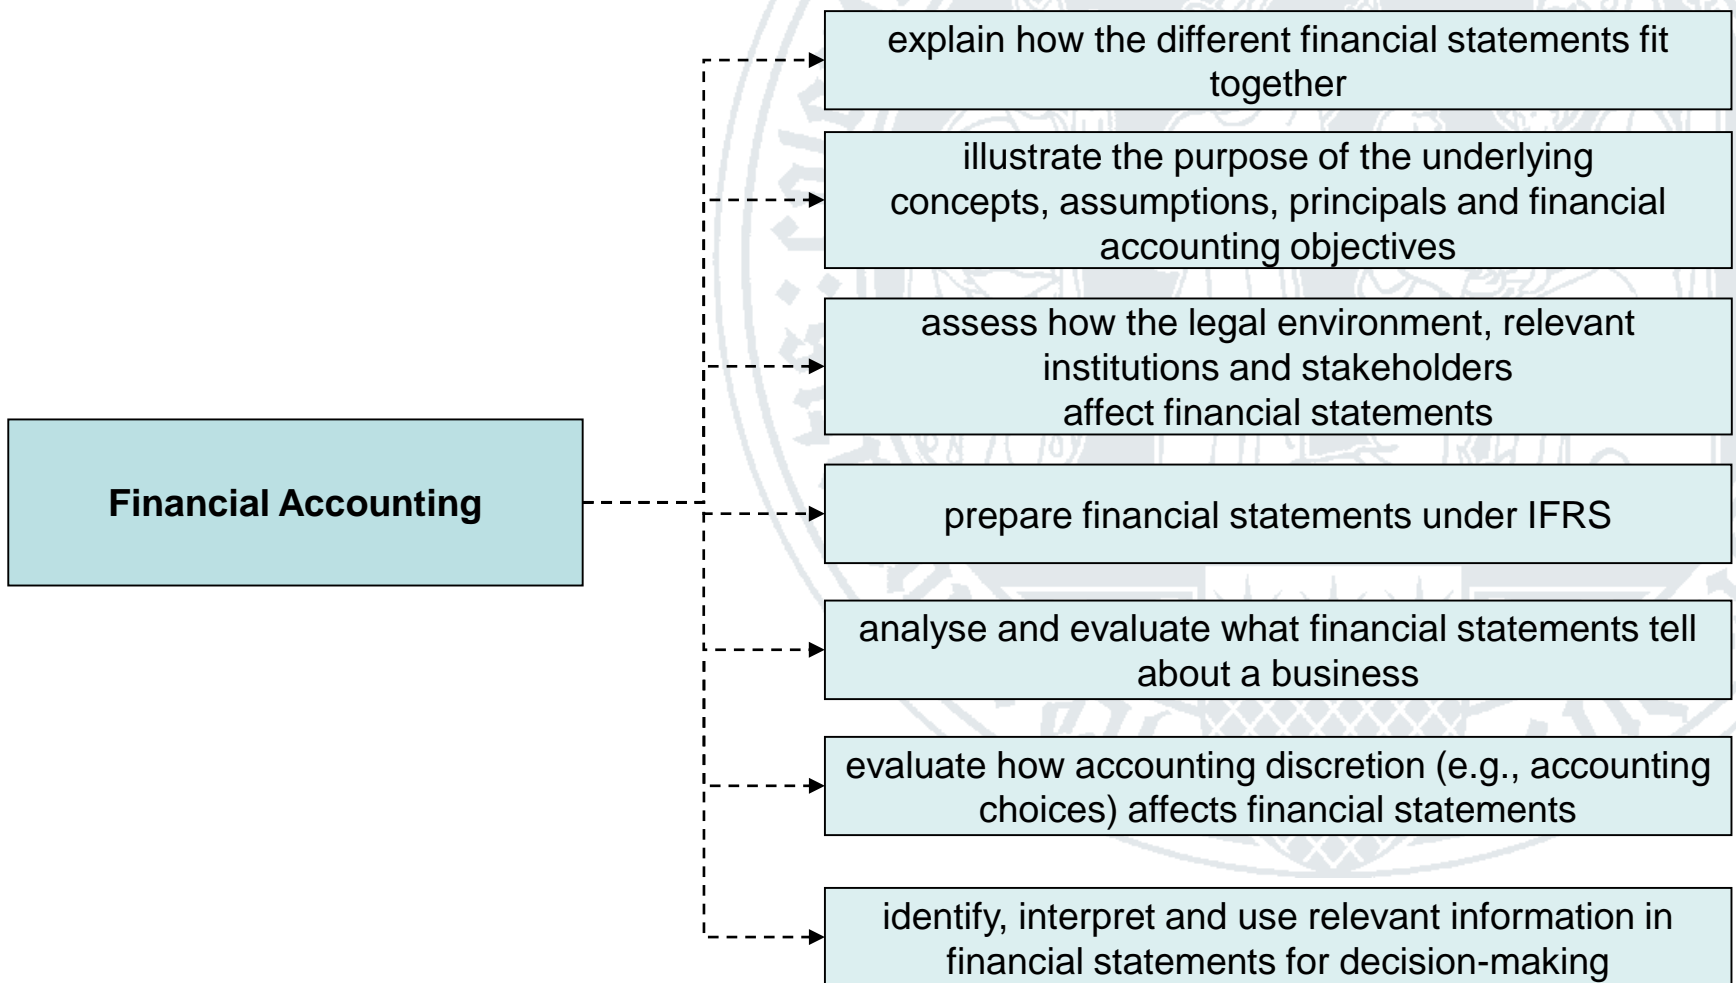 explain how the different financial statements fit
together
illustrate the purpose of the underlying
concepts, assumptions, principals and financial
accounting objectives
assess how the legal environment, relevant
institutions and stakeholders
affect financial statements
Financial Accounting
prepare financial statements under IFRS
analyse and evaluate what financial statements tell
about a business
evaluate how accounting discretion (e.g., accounting
choices) affects financial statements
identify, interpret and use relevant information in
financial statements for decision-making